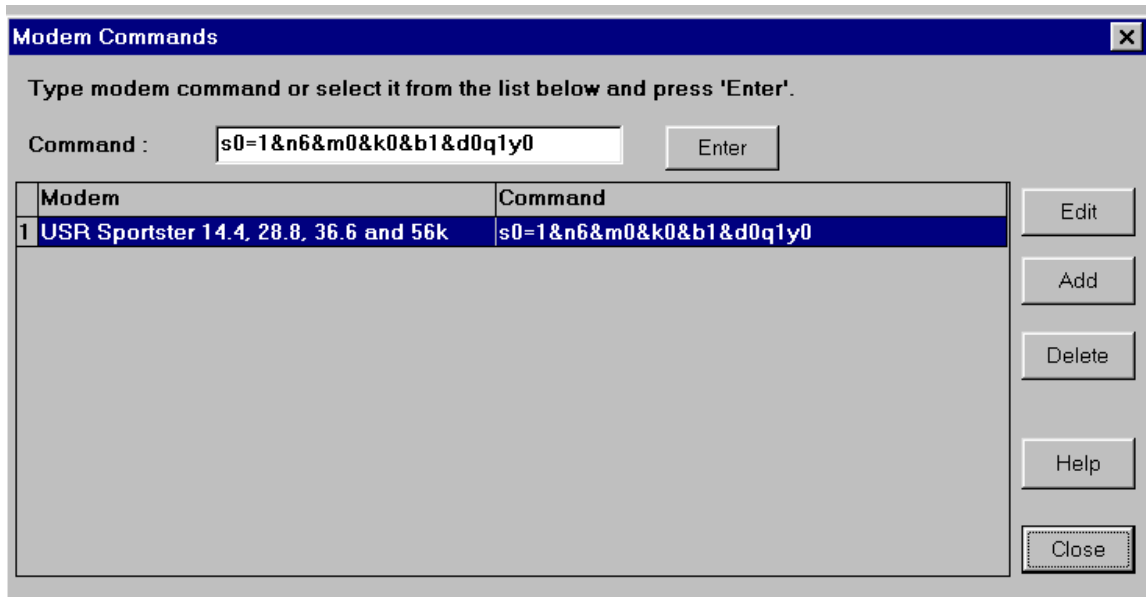 Modem Commands
Type modem command or select it from the list below and press 'Enter'.
Command : s0=1&n6&m0&k0&b1&d0q1y0 Enter
Modem Command
1 USR Sportster 14.4, 28.8, 36.6 and 56k s0=1&n6&m0&k0&b1&d0q1y0
Edit
Add
Delete
Help
Close